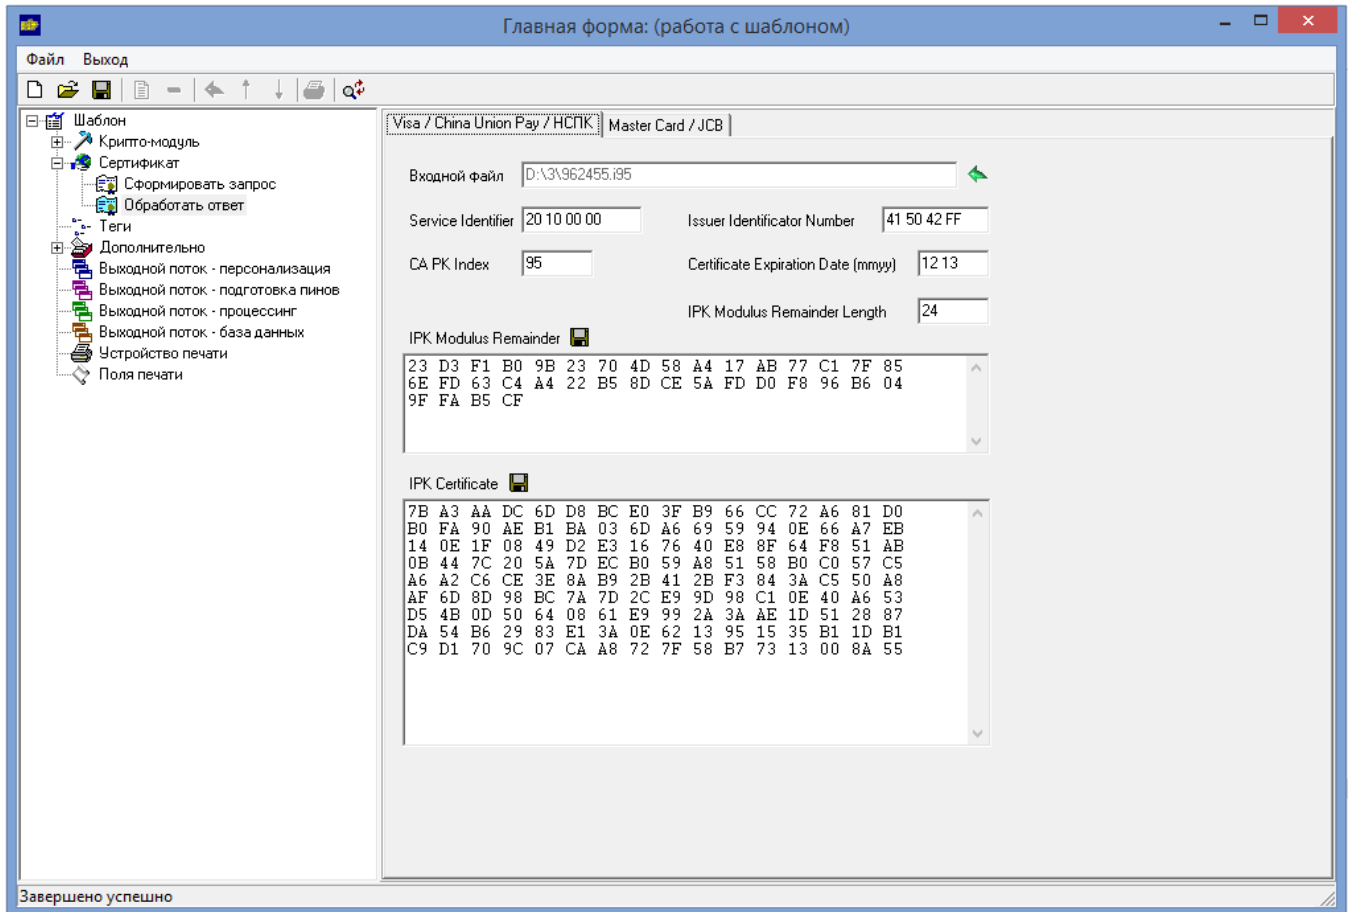 Главная форма: (работа с шаблоном)
Файл Выход
Шаблон
Крипто-модуль
Сертификат
Сформировать запрос
Обработать ответ
Теги
Дополнительно
Выходной поток - персонализация
Выходной поток - подготовка пинов
Выходной поток - процессинг
Выходной поток - база данных
Устройство печати
Поля печати
Visa / China Union Pay / НСПК Master Card / JCB
Входной файл D:\3\962455.i95
Service Identifier 20 10 00 00 Issuer Identificator Number 41 50 42 FF
CA PK Index 95 Certificate Expiration Date (mmyy) 12 13
IPK Modulus Remainder Length 24
IPK Modulus Remainder
23 D3 F1 B0 9B 23 70 4D 58 A4 17 AB 77 C1 7F 85
6E FD 63 C4 A4 22 B5 8D CE 5A FD D0 F8 96 B6 04
9F FA B5 CF
IPK Certificate
7B A3 AA DC 6D D8 BC E0 3F B9 66 CC 72 A6 81 D0
B0 FA 90 AE B1 BA 03 6D A6 69 59 94 0E 66 A7 EB
14 0E 1F 08 49 D2 E3 16 76 40 E8 8F 64 F8 51 AB
0B 44 7C 20 5A 7D EC B0 59 A8 51 58 B0 C0 57 C5
A6 A2 C6 CE 3E 8A B9 2B 41 2B F3 84 3A C5 50 A8
AF 6D 8D 98 BC 7A 7D 2C E9 9D 98 C1 0E 40 A6 53
D5 4B 0D 50 64 08 61 E9 99 2A 3A AE 1D 51 28 87
DA 54 B6 29 83 E1 3A 0E 62 13 95 15 35 B1 1D B1
C9 D1 70 9C 07 CA A8 72 7F 58 B7 73 13 00 8A 55
Завершено успешно